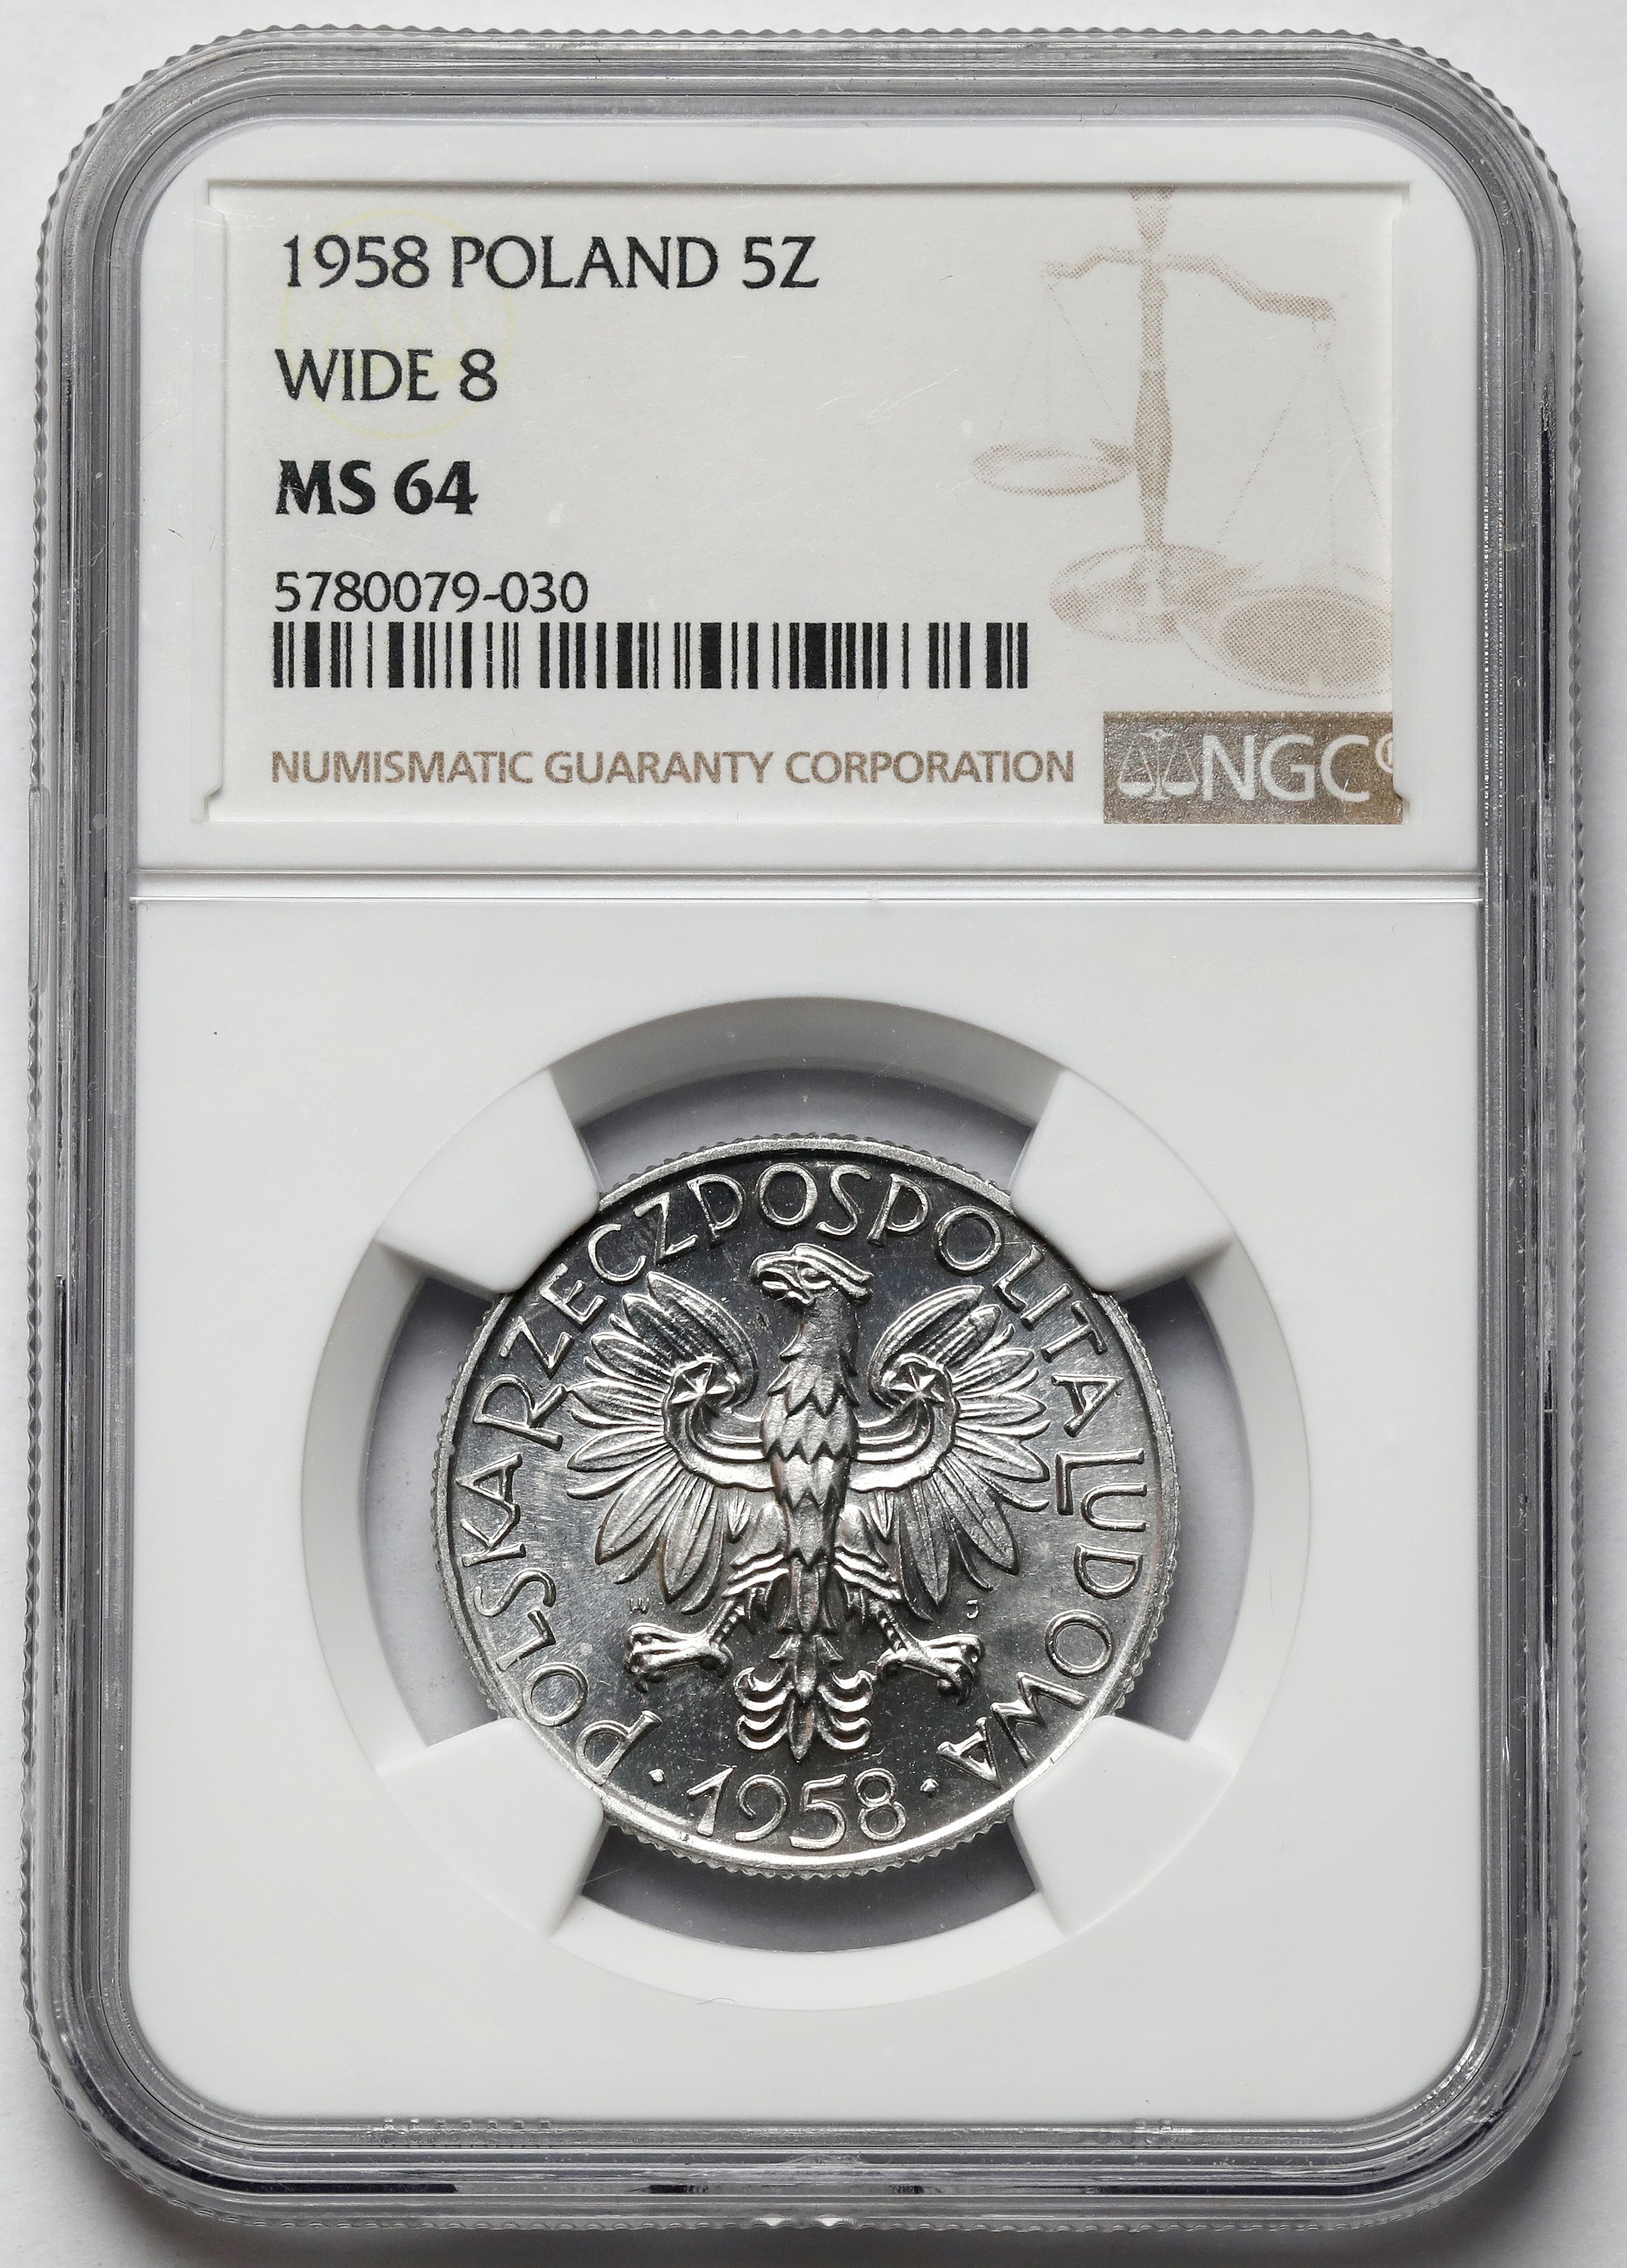 1958 POLAND 5Z
WIDE 8
MS 64
5780079-030
NUMISMATIC GUARANTY CORPORATION
NGC
POLSKA RZECZPOSPOLITA LUDOWA
W J
· 1958 ·